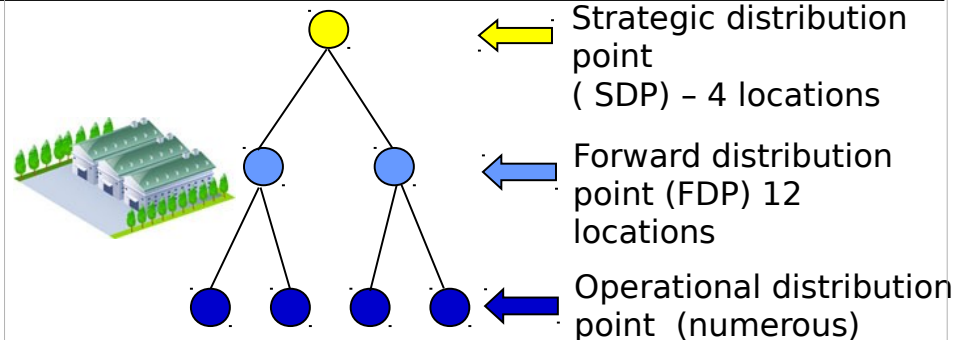 Strategic distribution
point
( SDP) – 4 locations
Forward distribution
point (FDP) 12
locations
Operational distribution
point  (numerous)